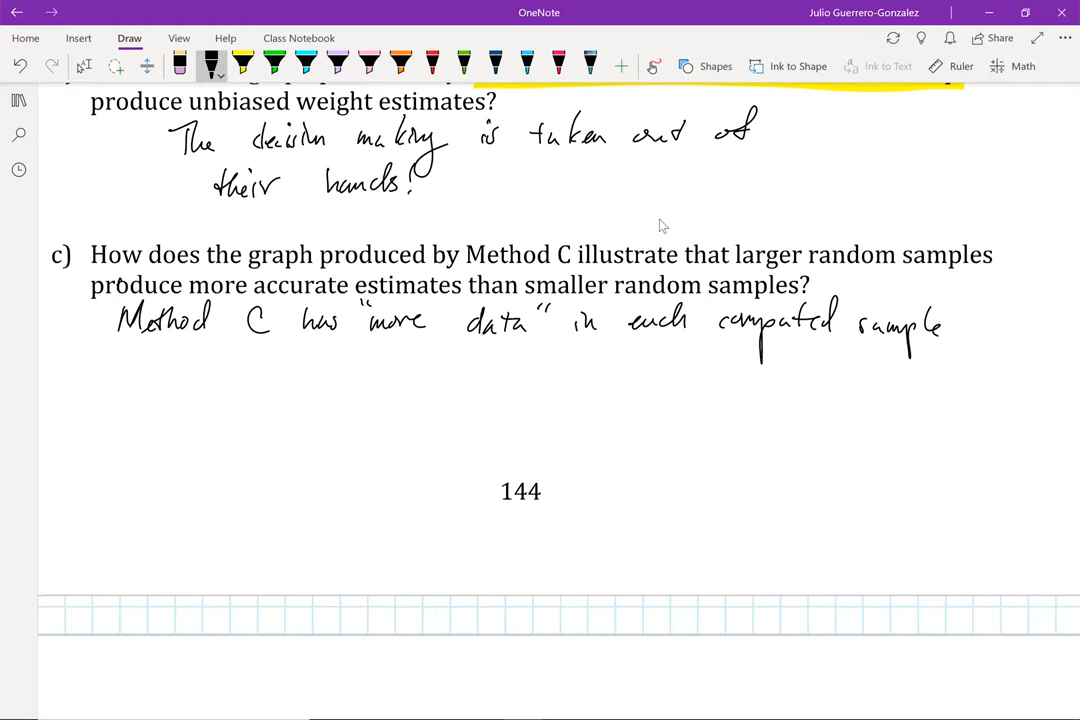 OneNote
Julio Guerrero-Gonzalez
Home Insert Draw View Help Class Notebook
Share
Shapes Ink to Shape Ink to Text Ruler Math
produce unbiased weight estimates?
The decision making is taken out of
their hands!
c) How does the graph produced by Method C illustrate that larger random samples
produce more accurate estimates than smaller random samples?
Method C has "more data" in each computed sample
144